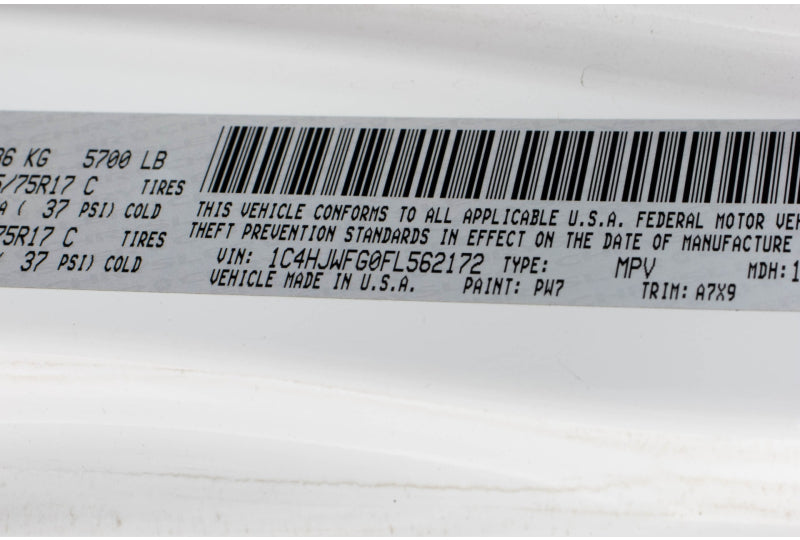 96 KG 5700 LB
5/75R17 C TIRES
A ( 37 PSI) COLD
75R17 C TIRES
( 37 PSI) COLD
THIS VEHICLE CONFORMS TO ALL APPLICABLE U.S.A. FEDERAL MOTOR VEH
THEFT PREVENTION STANDARDS IN EFFECT ON THE DATE OF MANUFACTURE
VIN: 1C4HJWFG0FL562172 TYPE: MPV MDH:1
VEHICLE MADE IN U.S.A. PAINT: PW7 TRIM: A7X9